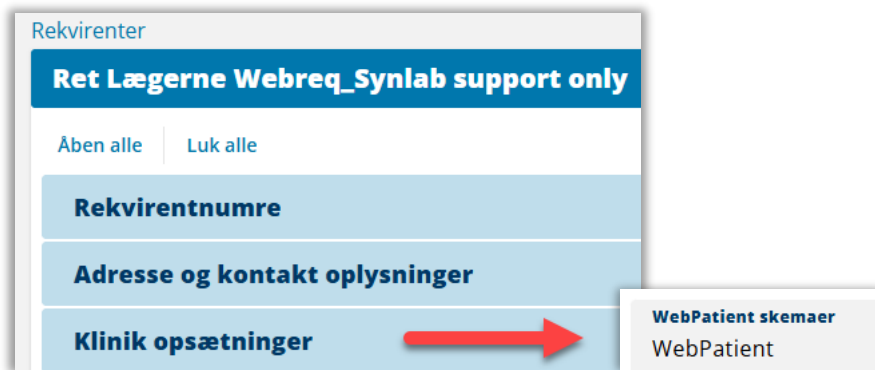 Rekvirenter
Ret Lægerne Webreq_Synlab support only
Åben alle Luk alle
Rekvirentnumre
Adresse og kontakt oplysninger
Klinik opsætninger
WebPatient skemaer
WebPatient